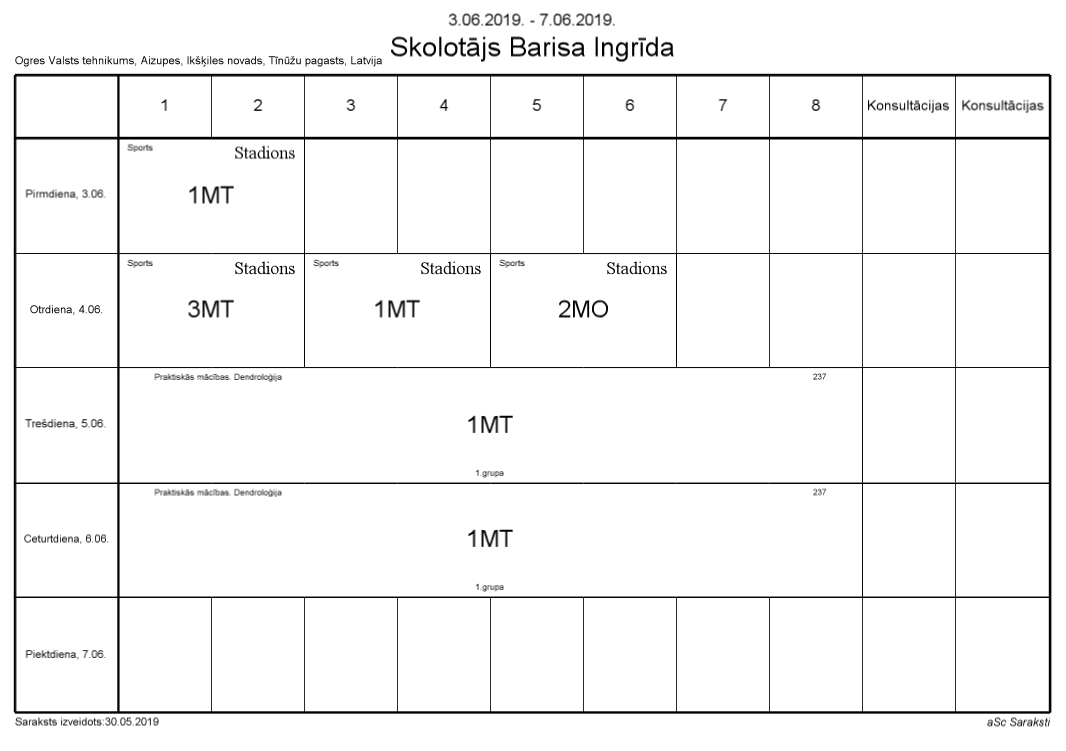 3.06.2019. - 7.06.2019.
Skolotājs Barisa Ingrīda
Ogres Valsts tehnikums, Aizupes, Ikšķiles novads, Tīnūžu pagasts, Latvija
1 2 3 4 5 6 7 8 Konsultācijas Konsultācijas
Pirmdiena, 3.06.
Sports Stadions
1MT
Otrdiena, 4.06.
Sports Stadions Sports Stadions Sports Stadions
3MT 1MT 2MO
Trešdiena, 5.06.
Praktiskās mācības. Dendroloģija 237
1MT
1.grupa
Ceturtdiena, 6.06.
Praktiskās mācības. Dendroloģija 237
1MT
1.grupa
Piektdiena, 7.06.
Saraksts izveidots:30.05.2019 aSc Saraksti